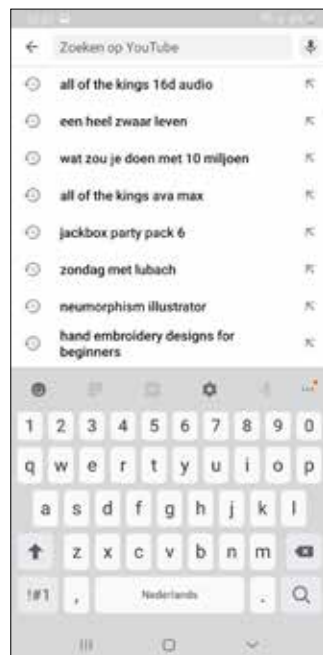 Zoeken op YouTube
all of the kings 16d audio
een heel zwaar leven
wat zou je doen met 10 miljoen
all of the kings ava max
jackbox party pack 6
zondag met lubach
neumorphism illustrator
hand embroidery designs for
beginners
1 2 3 4 5 6 7 8 9 0
q w e r t y u i o p
a s d f g h j k l
z x c v b n m
!#1 , Nederlands .